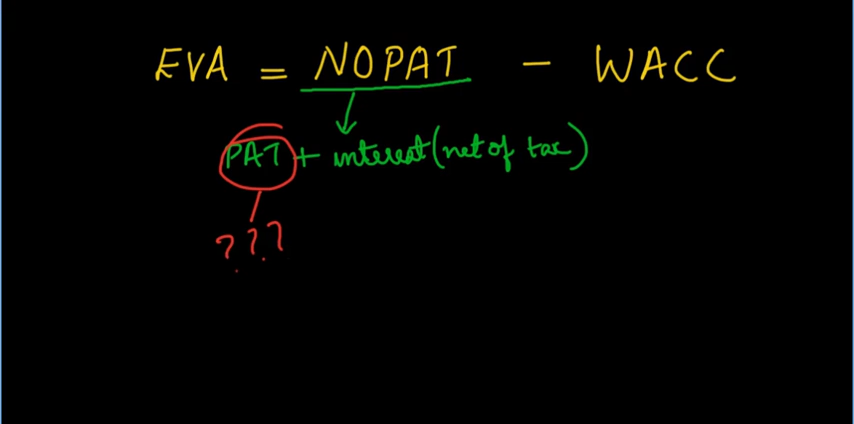 EVA = NOPAT - WACC
PAT + interest (net of tax)
???